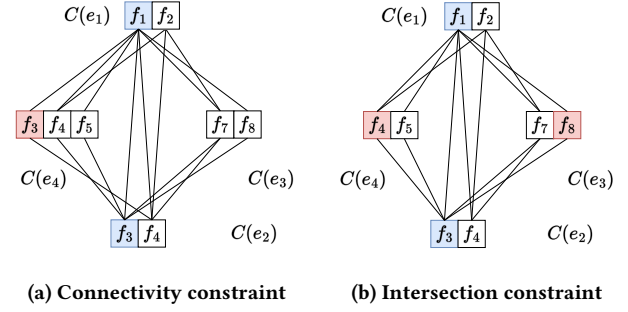 C(e₁) f₁ f₂ C(e₁) f₁ f₂
f₃ f₄ f₅ f₇ f₈ f₄ f₅ f₇ f₈
C(e₄) C(e₃) C(e₄) C(e₃)
f₃ f₄ C(e₂) f₃ f₄ C(e₂)
(a) Connectivity constraint (b) Intersection constraint